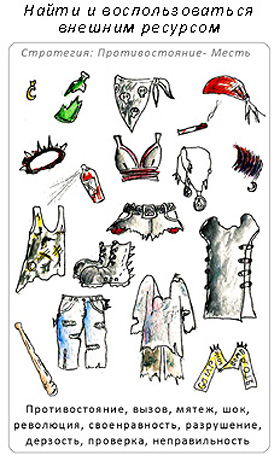 Найти и воспользоваться
внешним ресурсом
Стратегия: Противостояние- Месть
Противостояние, вызов, мятеж, шок,
революция, своенравность, разрушение,
дерзость, проверка, неправильность